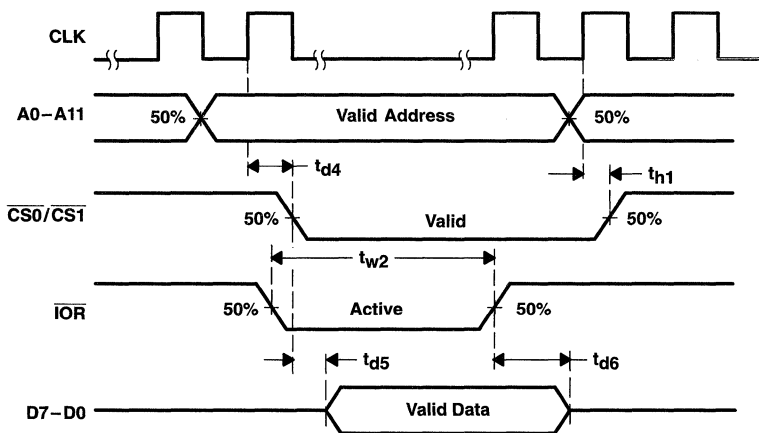 CLK
A0–A11 50% Valid Address 50%
td4 th1
CS0/CS1 50% Valid 50%
tw2
IOR 50% Active 50%
td5 td6
D7–D0 Valid Data